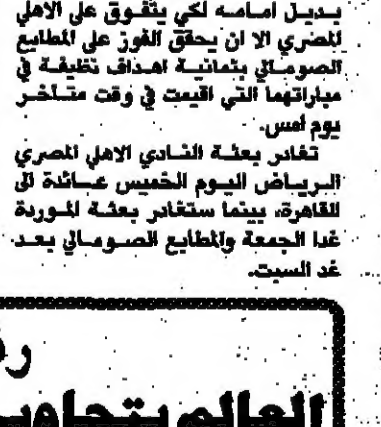 بديل امامه لكي يتفوق على الاهلي
المصري الا ان يحقق الفوز على المطابع
الصومالي بثمانية اهداف نظيفة في
مباراتهما التي اقيمت في وقت متأخر
يوم امس.
تغادر بعثة النادي الاهلي المصري
الرياض اليوم الخميس عائدة الى
القاهرة، بينما ستغادر بعثة الموردة
غدا الجمعة والمطابع الصومالي بعد
غد السبت.
العالم